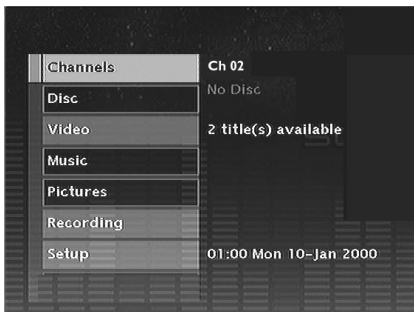 Channels Ch 02
Disc No Disc
Video 2 title(s) available
Music
Pictures
Recording
Setup 01:00 Mon 10-Jan 2000